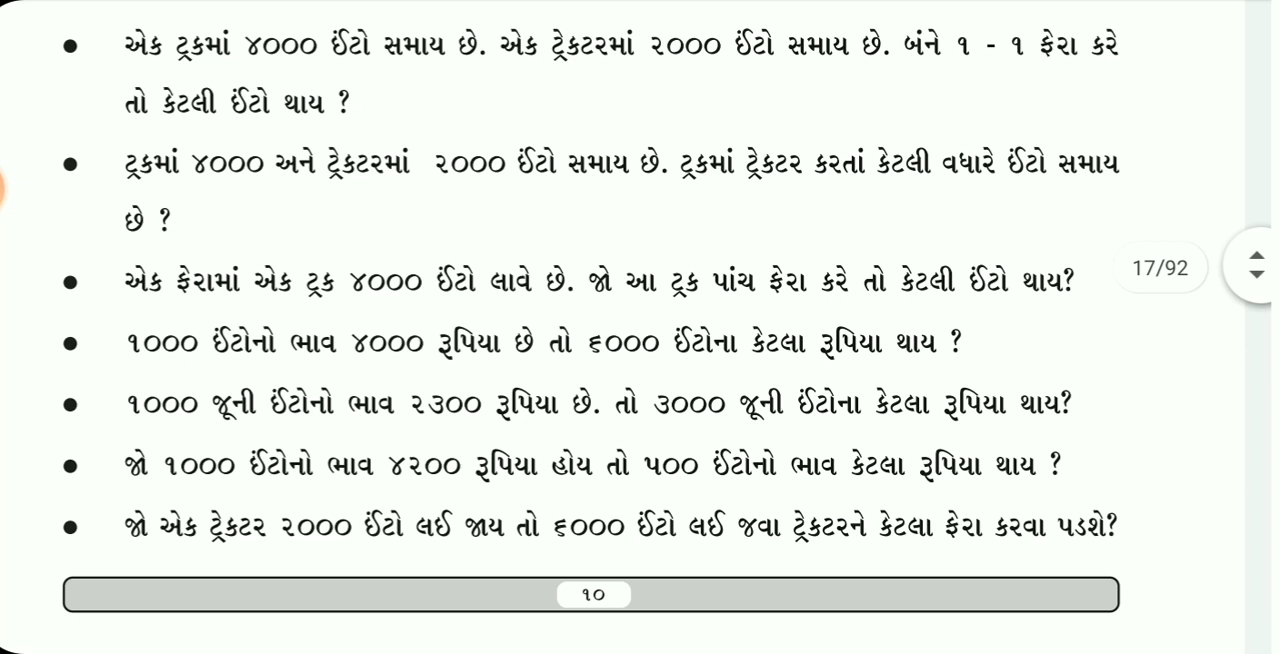 • એક ટ્રકમાં ૪૦૦૦ ઈંટો સમાય છે. એક ટ્રેકટરમાં ૨૦૦૦ ઈંટો સમાય છે. બંને ૧ - ૧ ફેરા કરે
તો કેટલી ઈંટો થાય ?
• ટ્રકમાં ૪૦૦૦ અને ટ્રેકટરમાં ૨૦૦૦ ઈંટો સમાય છે. ટ્રકમાં ટ્રેકટર કરતાં કેટલી વધારે ઈંટો સમાય
છે ?
• એક ફેરામાં એક ટ્રક ૪૦૦૦ ઈંટો લાવે છે. જો આ ટ્રક પાંચ ફેરા કરે તો કેટલી ઈંટો થાય?
17/92
• ૧૦૦૦ ઈંટોનો ભાવ ૪૦૦૦ રૂપિયા છે તો ૬૦૦૦ ઈંટોના કેટલા રૂપિયા થાય ?
• ૧૦૦૦ જૂની ઈંટોનો ભાવ ૨૩૦૦ રૂપિયા છે. તો ૩૦૦૦ જૂની ઈંટોના કેટલા રૂપિયા થાય?
• જો ૧૦૦૦ ઈંટોનો ભાવ ૪૨૦૦ રૂપિયા હોય તો ૫૦૦ ઈંટોનો ભાવ કેટલા રૂપિયા થાય ?
• જો એક ટ્રેકટર ૨૦૦૦ ઈંટો લઈ જાય તો ૬૦૦૦ ઈંટો લઈ જવા ટ્રેકટરને કેટલા ફેરા કરવા પડશે?
૧૦